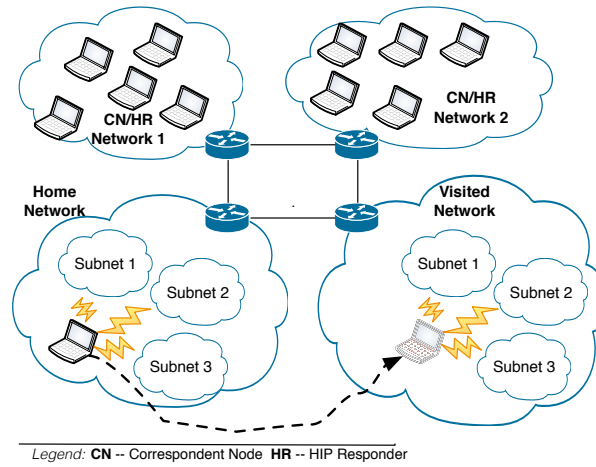 CN/HR
Network 1
CN/HR
Network 2
Home
Network
Visited
Network
Subnet 1
Subnet 2
Subnet 3
Subnet 1
Subnet 2
Subnet 3
Legend: CN -- Correspondent Node HR -- HIP Responder